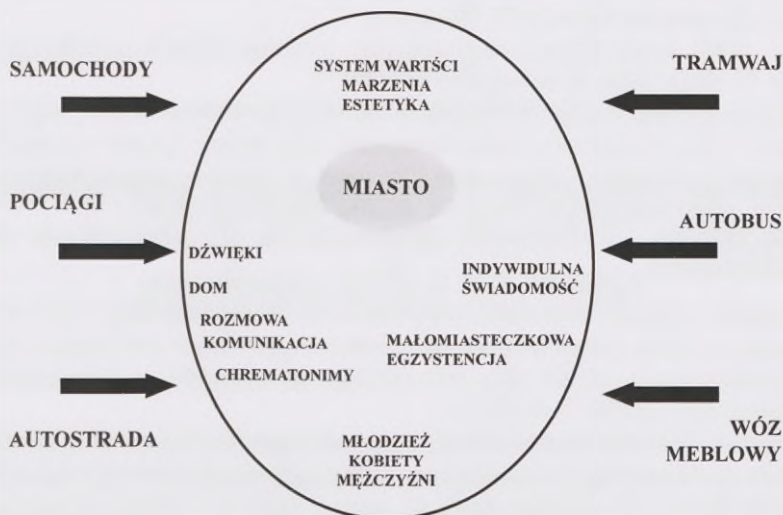 SAMOCHODY
SYSTEM WARTŚCI
MARZENIA
ESTETYKA
TRAMWAJ
MIASTO
POCIĄGI
AUTOBUS
DŹWIĘKI
DOM
INDYWIDULNA
ŚWIADOMOŚĆ
ROZMOWA
KOMUNIKACJA
CHREMATONIMY
MAŁOMIASTECZKOWA
EGZYSTENCJA
AUTOSTRADA
MŁODZIEŻ
KOBIETY
MĘŻCZYŹNI
WÓZ
MEBLOWY